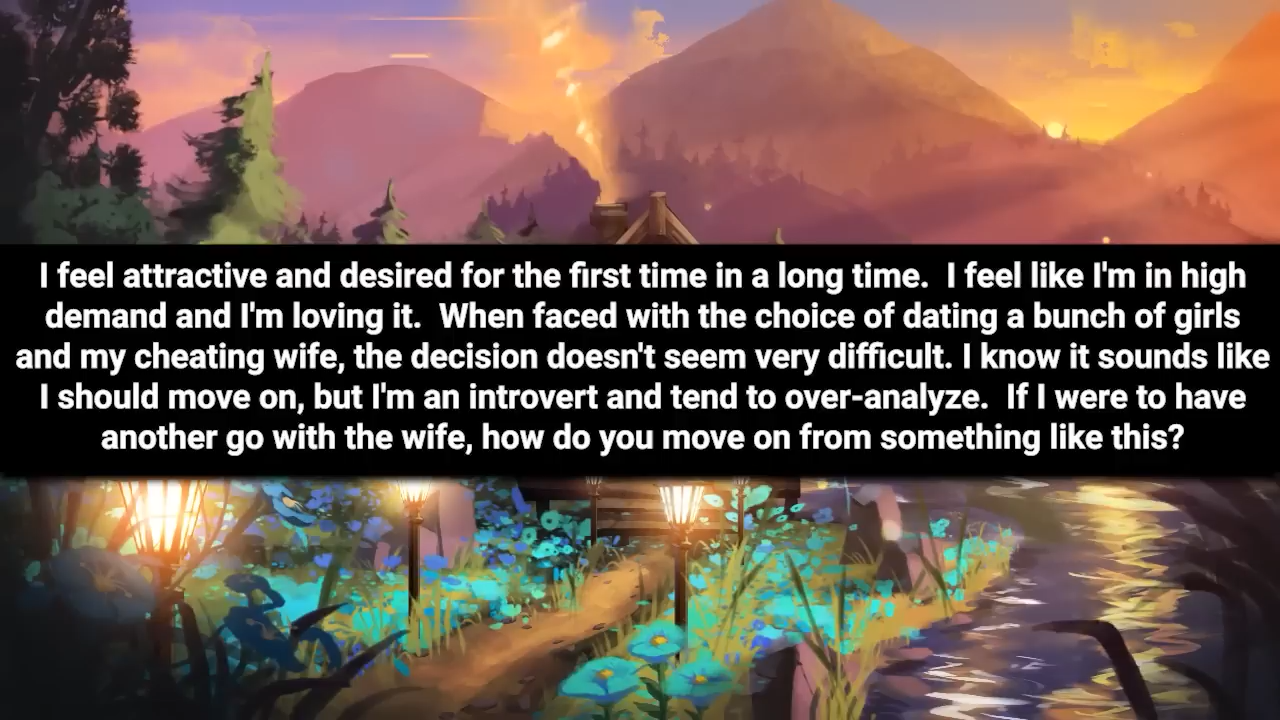 I feel attractive and desired for the first time in a long time.  I feel like I'm in high
demand and I'm loving it.  When faced with the choice of dating a bunch of girls
and my cheating wife, the decision doesn't seem very difficult. I know it sounds like
I should move on, but I'm an introvert and tend to over-analyze.  If I were to have
another go with the wife, how do you move on from something like this?